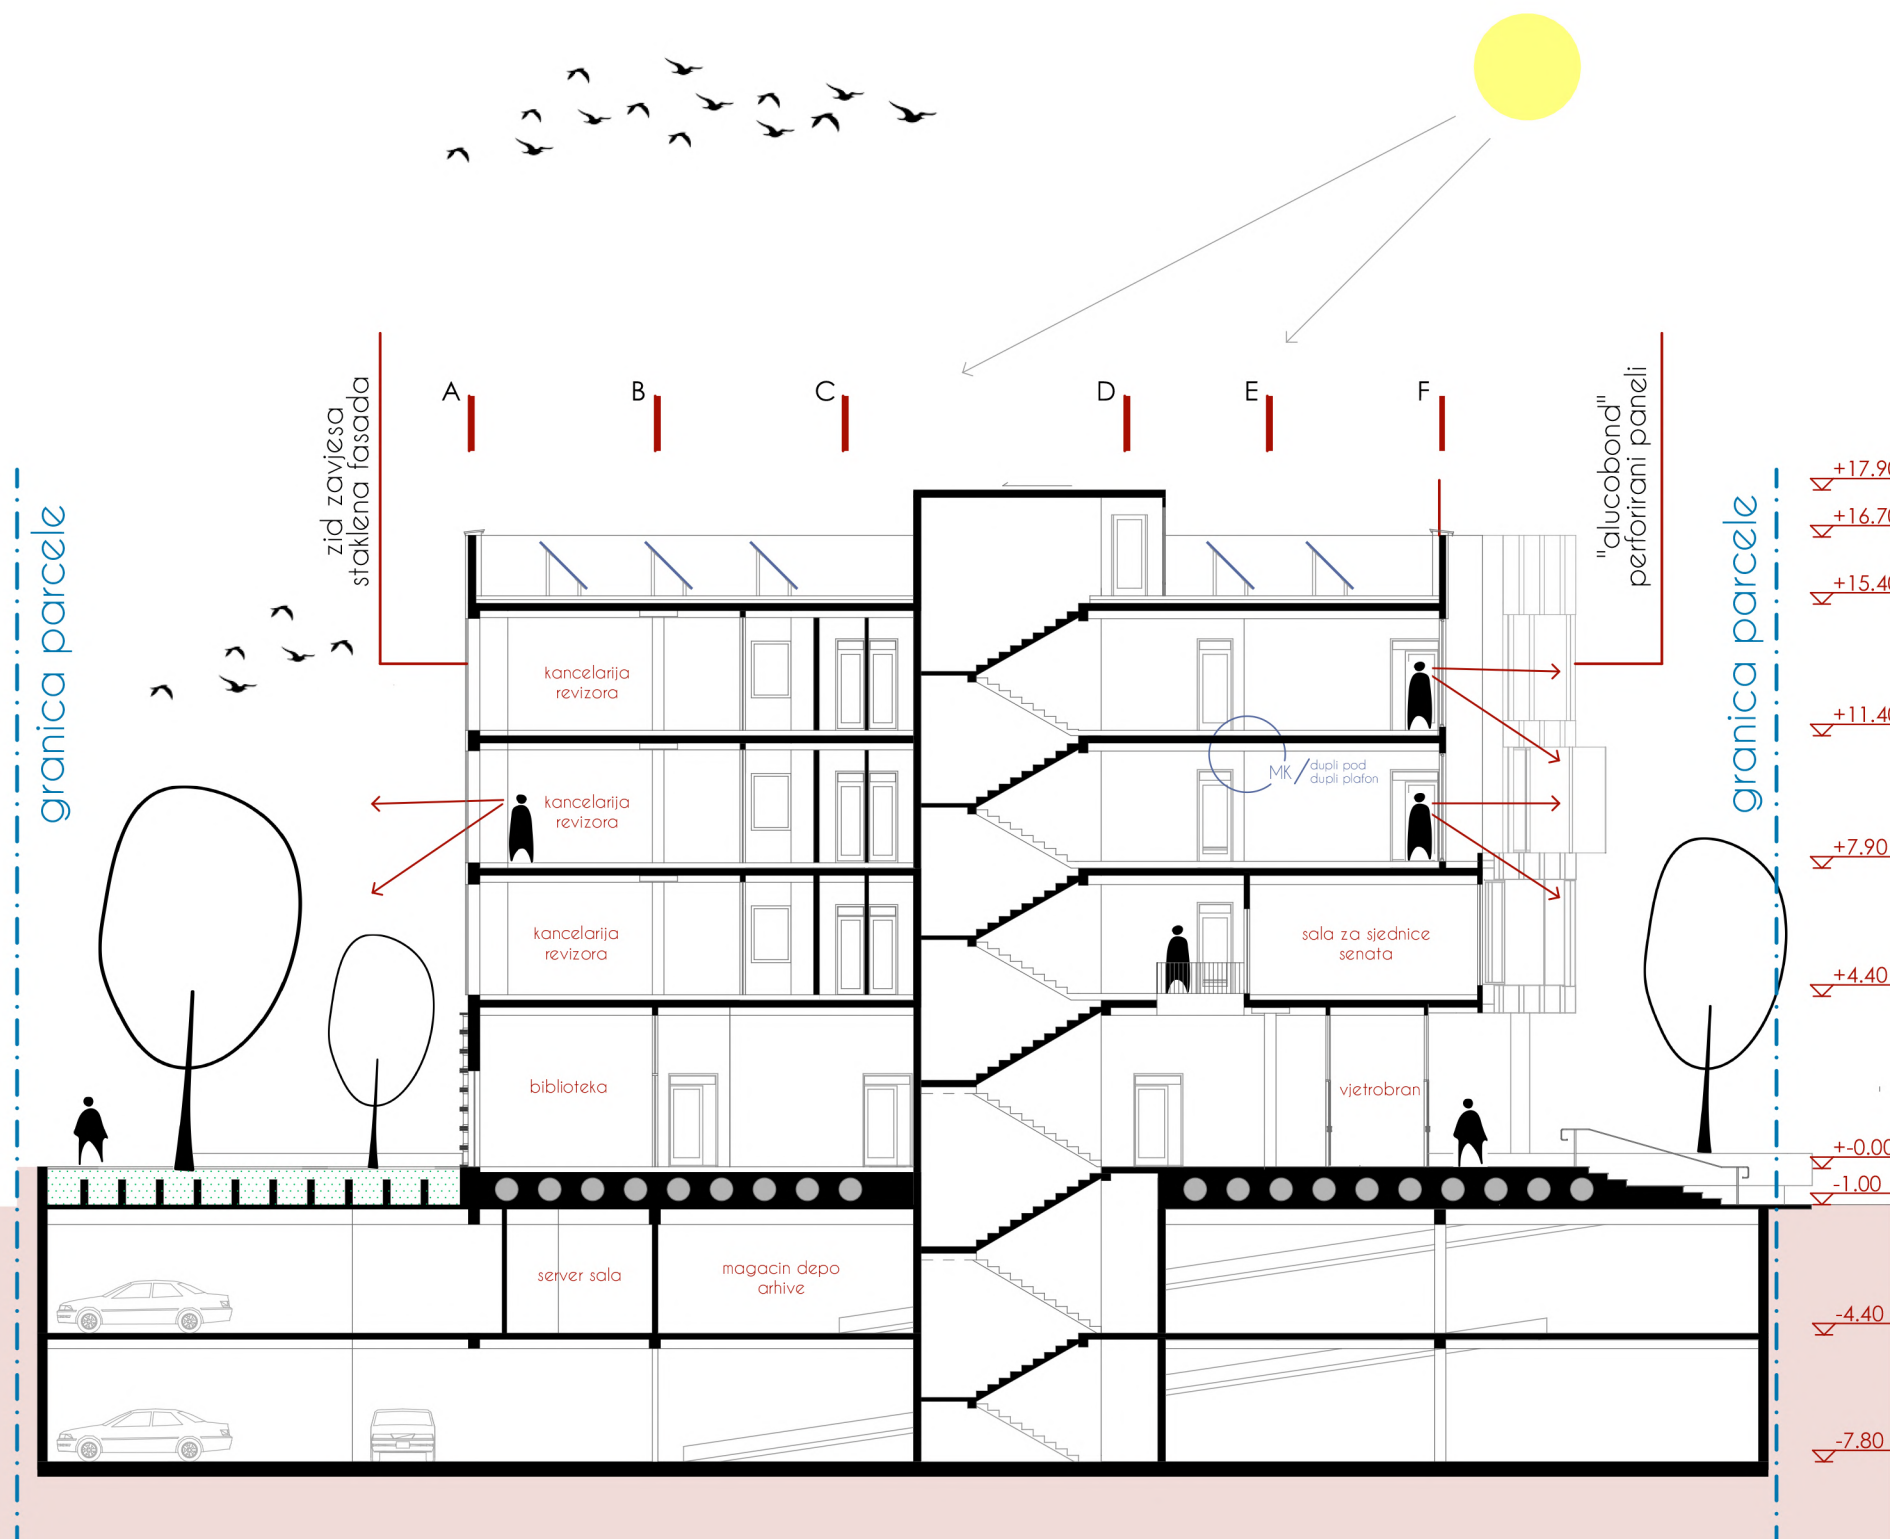 A
B
C
D
E
F
zid zavjesa
staklena fasada
"alucobond"
perforirani paneli
granica parcele
granica parcele
+17.90
+16.70
+15.40
+11.40
+7.90
+4.40
+-0.00
-1.00
-4.40
-7.80
kancelarija
revizora
kancelarija
revizora
MK/
dupli pod
dupli plafon
kancelarija
revizora
sala za sjednice
senata
biblioteka
vjetrobran
server sala
magacin depo
arhive